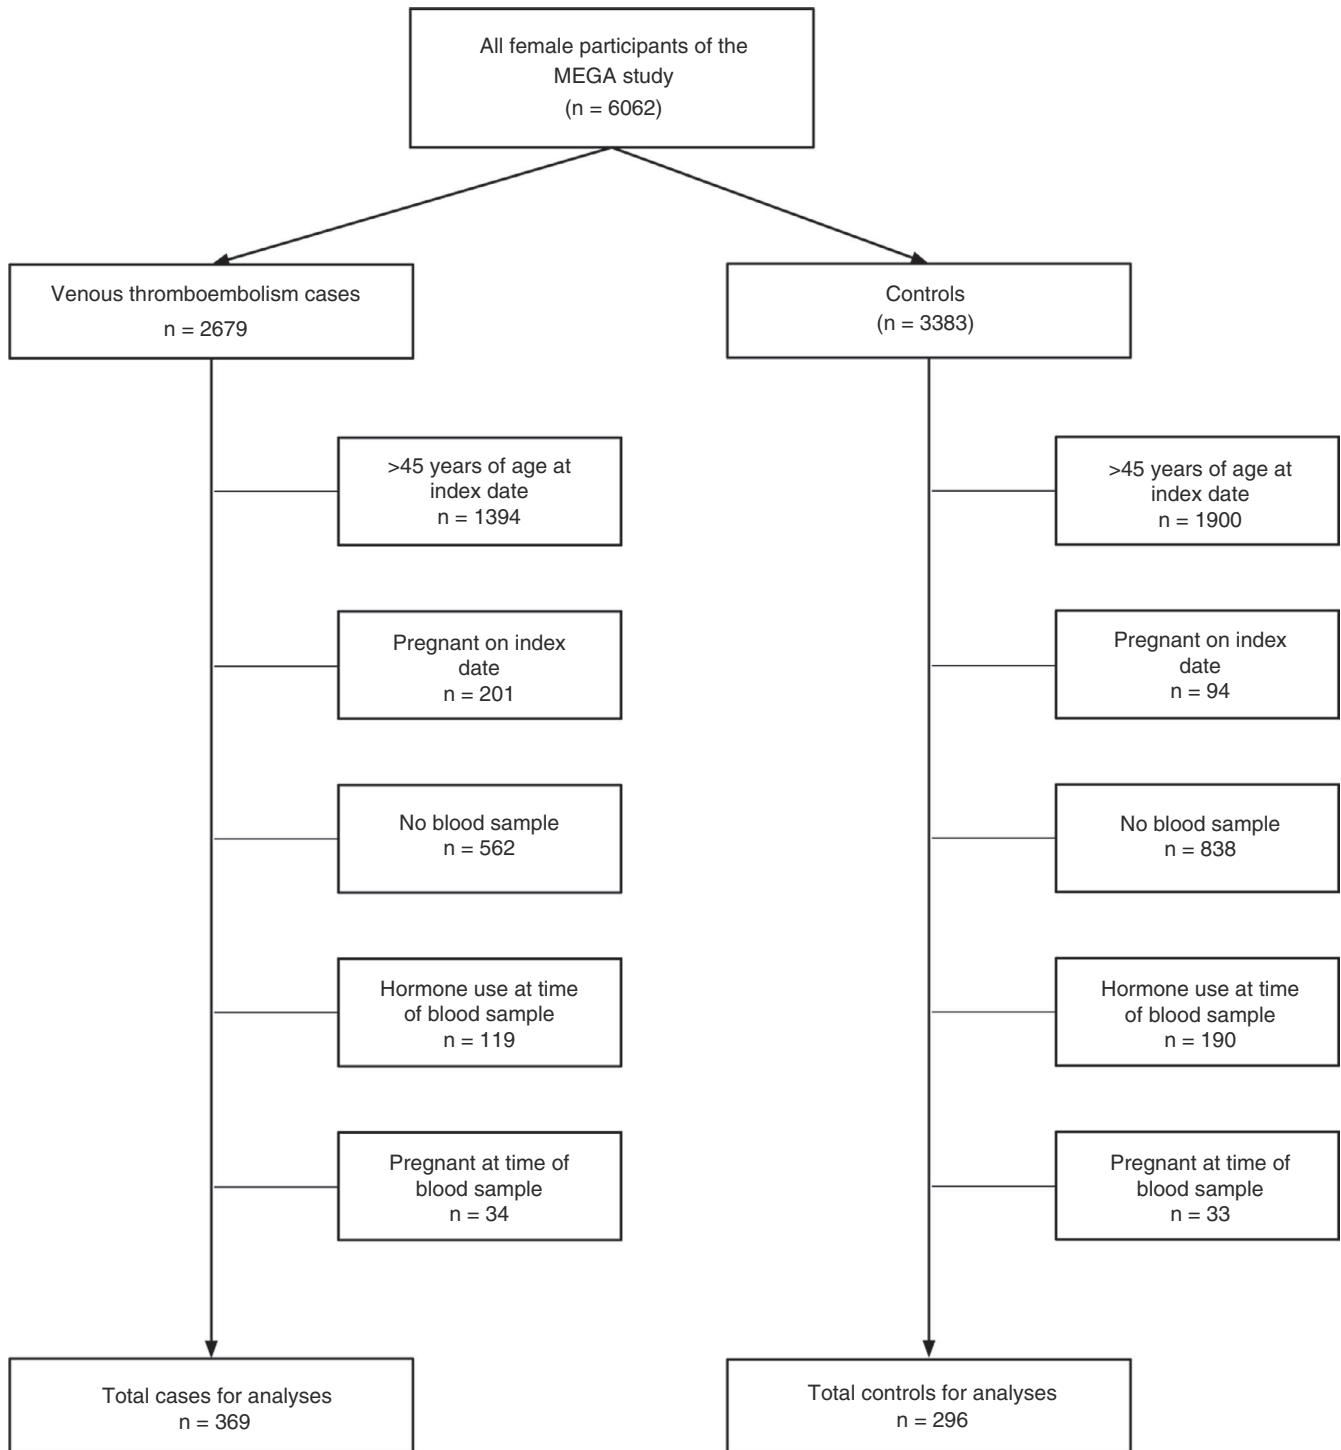 All female participants of the
MEGA study
(n = 6062)
Venous thromboembolism cases
n = 2679
Controls
(n = 3383)
>45 years of age at
index date
n = 1394
>45 years of age at
index date
n = 1900
Pregnant on index
date
n = 201
Pregnant on index
date
n = 94
No blood sample
n = 562
No blood sample
n = 838
Hormone use at time
of blood sample
n = 119
Hormone use at time
of blood sample
n = 190
Pregnant at time of
blood sample
n = 34
Pregnant at time of
blood sample
n = 33
Total cases for analyses
n = 369
Total controls for analyses
n = 296